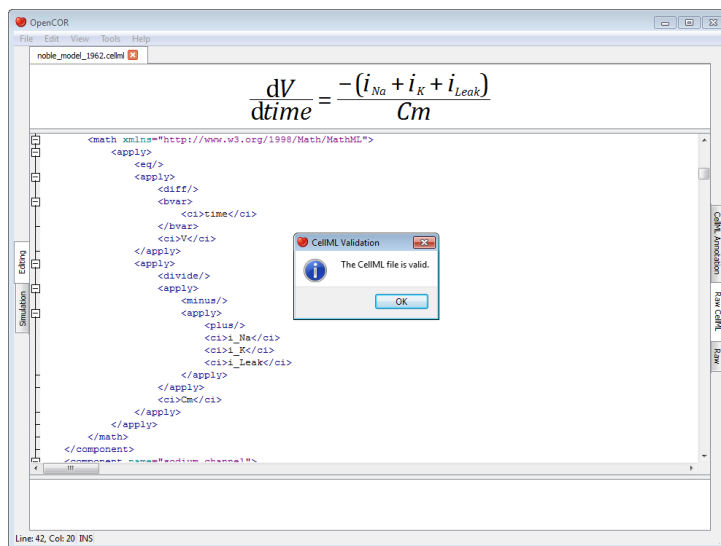 OpenCOR
File Edit View Tools Help
noble_model_1962.cellml
dV/dtime = -(i_Na + i_K + i_Leak)/Cm
<math xmlns="http://www.w3.org/1998/Math/MathML">
<apply>
<eq/>
<apply>
<diff/>
<bvar>
<ci>time</ci>
</bvar>
<ci>V</ci>
</apply>
<apply>
<divide/>
<apply>
<minus/>
<apply>
<plus/>
<ci>i_Na</ci>
<ci>i_K</ci>
<ci>i_Leak</ci>
</apply>
</apply>
<ci>Cm</ci>
</apply>
</apply>
</math>
</component>
<component name="sodium_channel">
CellML Validation
The CellML file is valid.
OK
Editing
Simulation
CellML Annotation
Raw CellML
Raw
Line: 42, Col: 20 INS